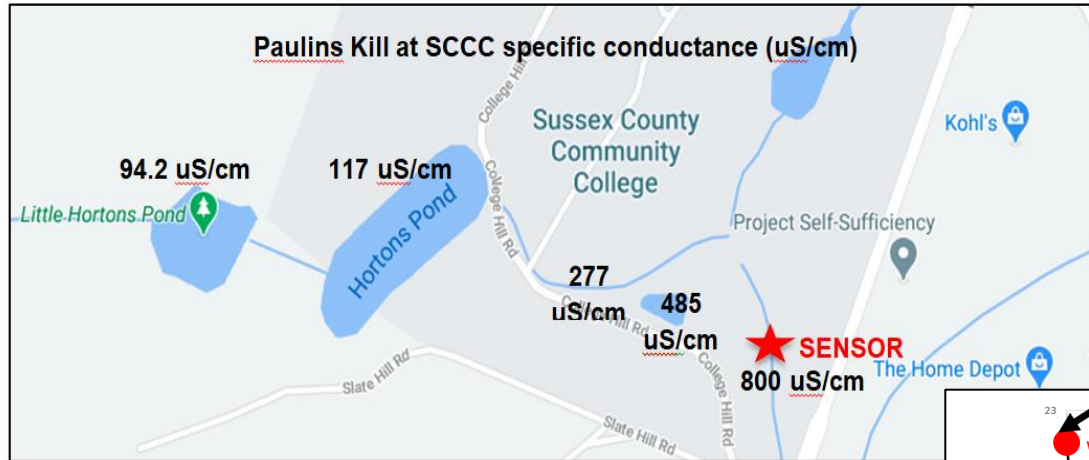 Paulins Kill at SCCC specific conductance (uS/cm)
College Hill
Kohl's
Sussex County
Community
College
94.2 uS/cm
117 uS/cm
Little Hortons Pond
Hortons Pond
College Hill Rd
Project Self-Sufficiency
277
uS/cm
College Hill Rd
485
uS/cm
College Hill Rd
SENSOR
800 uS/cm
The Home Depot
Slate Hill Rd
Slate Hill Rd
23